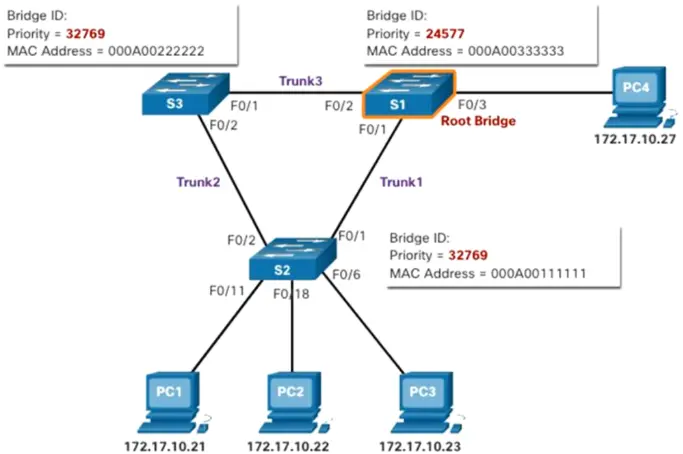 Bridge ID:
Priority = 32769
MAC Address = 000A00222222
Bridge ID:
Priority = 24577
MAC Address = 000A00333333
Trunk3
S3
F0/1
F0/2
S1
F0/3
PC4
F0/2
F0/1
Root Bridge
172.17.10.27
Trunk2
Trunk1
F0/2
F0/1
S2
F0/6
F0/11
F0/18
Bridge ID:
Priority = 32769
MAC Address = 000A00111111
PC1
PC2
PC3
172.17.10.21
172.17.10.22
172.17.10.23